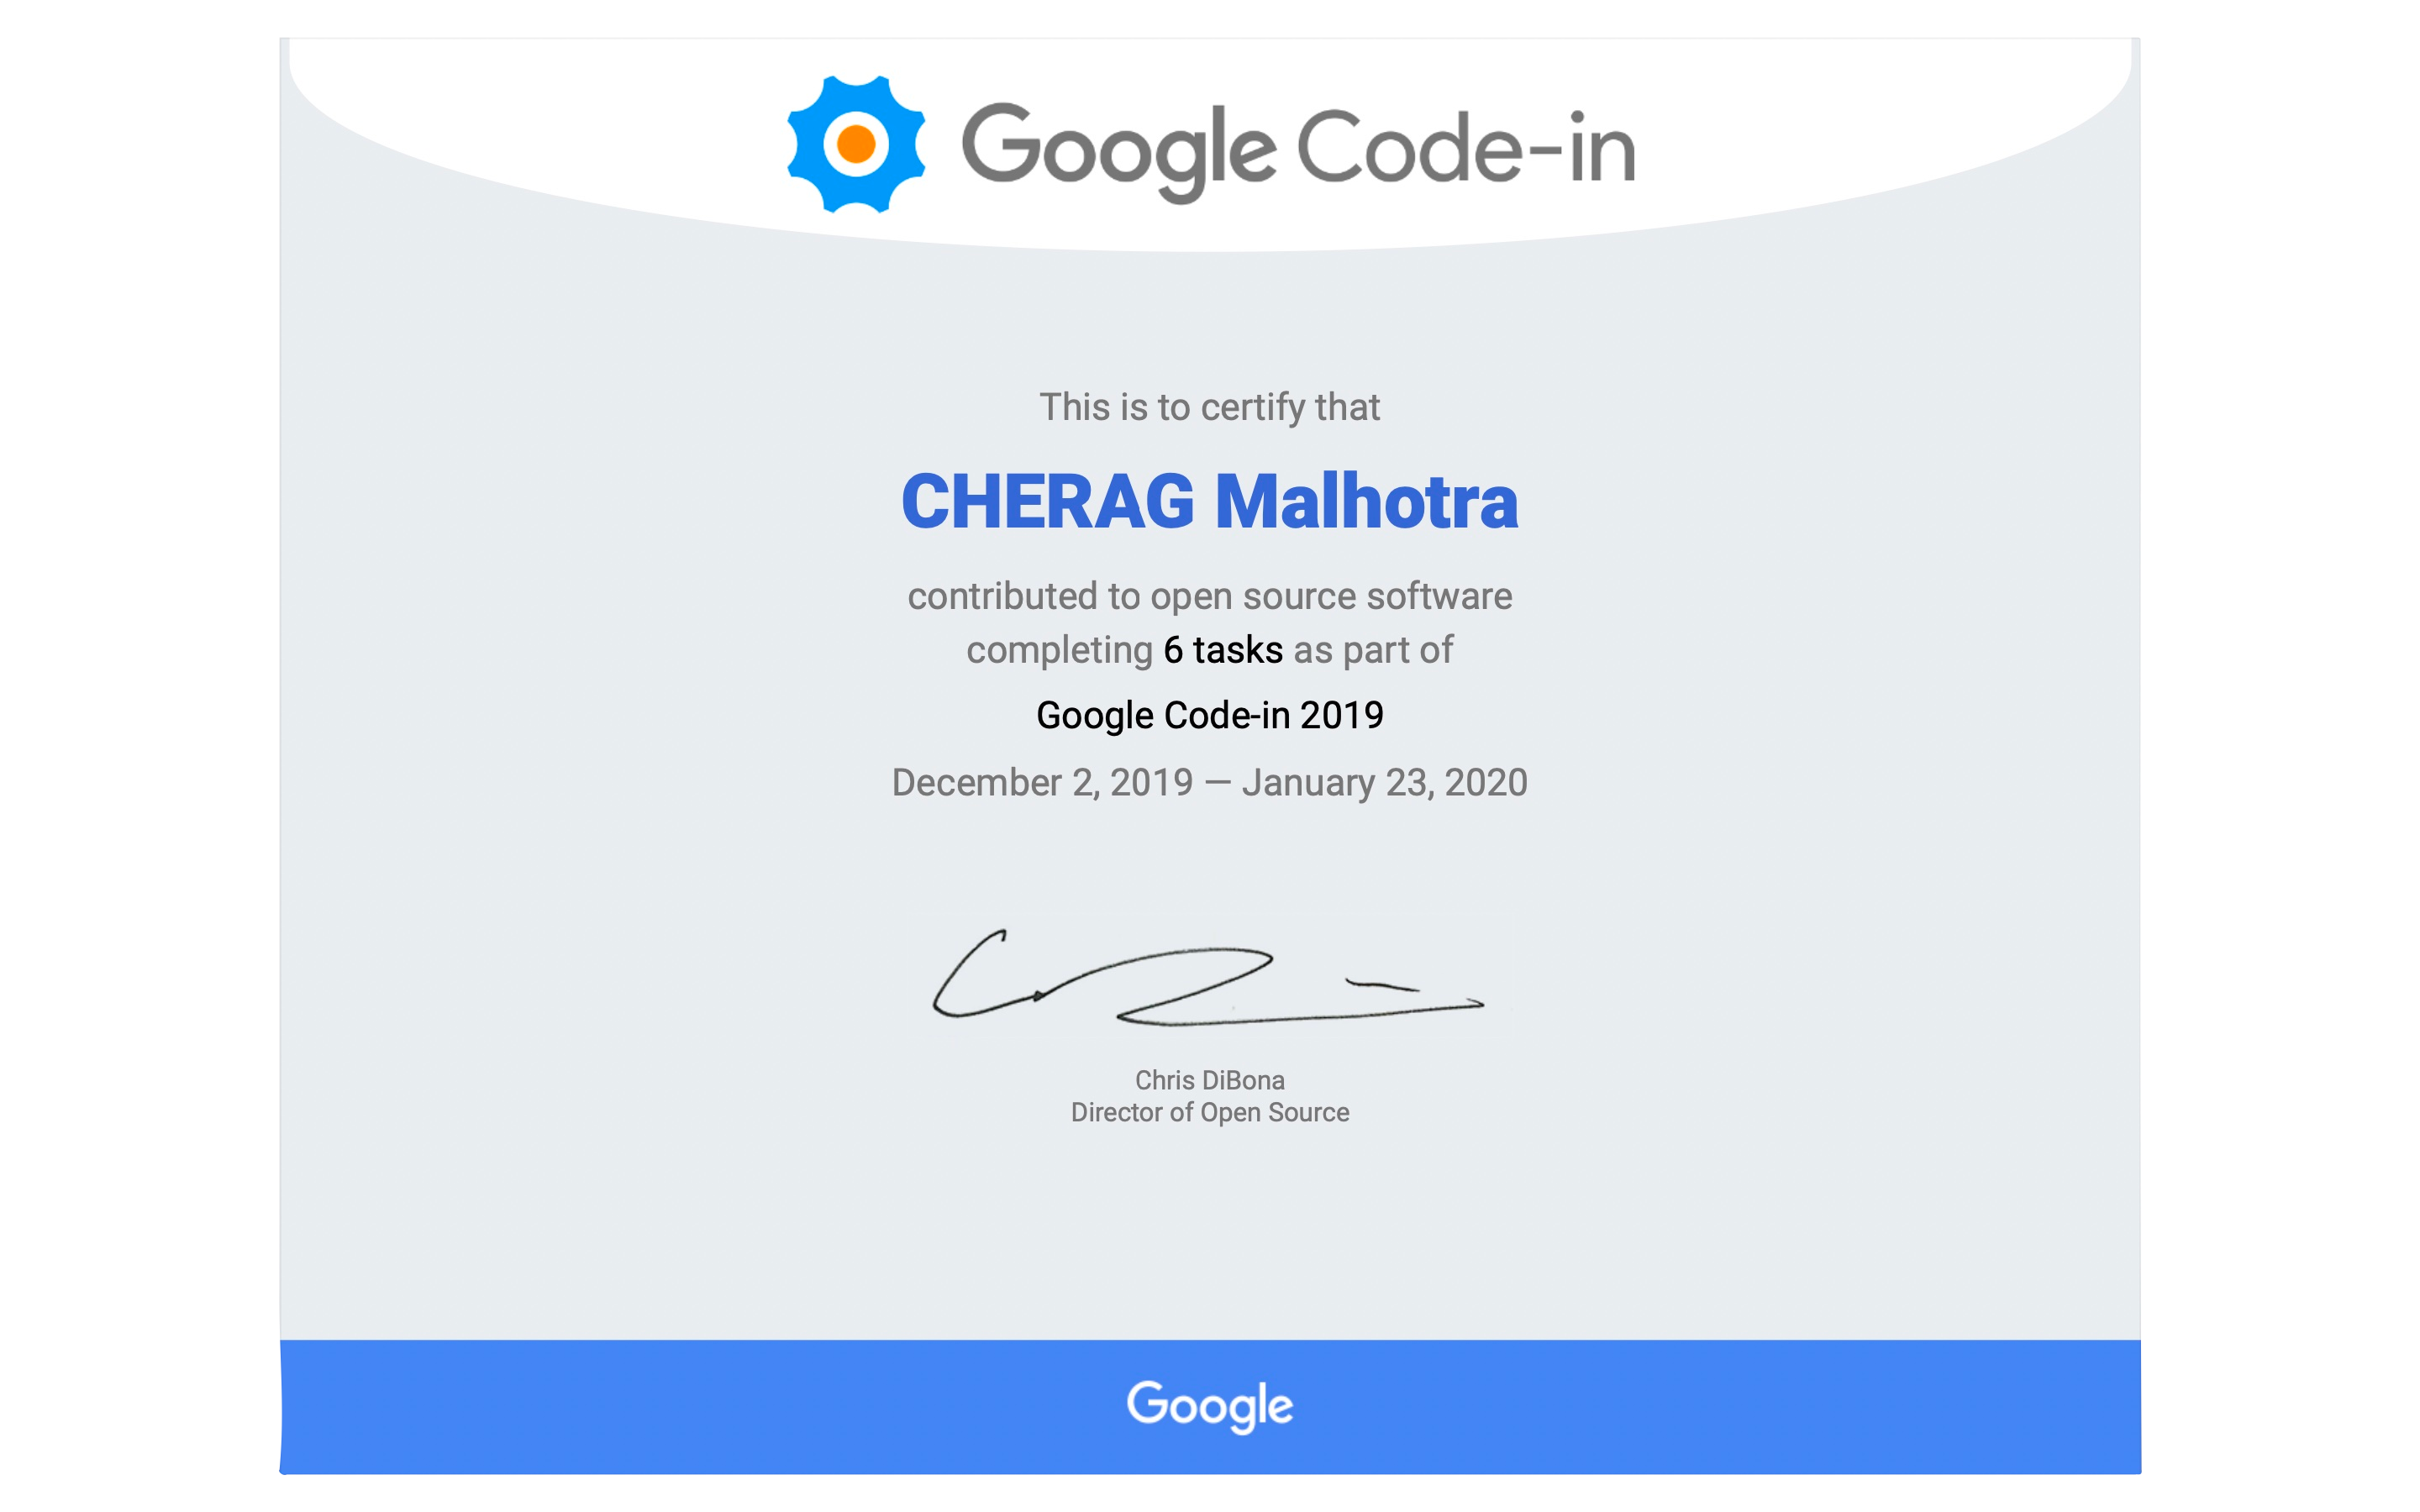 Google Code-in
This is to certify that
CHERAG Malhotra
contributed to open source software
completing 6 tasks as part of
Google Code-in 2019
December 2, 2019 — January 23, 2020
Chris DiBona
Director of Open Source
Google